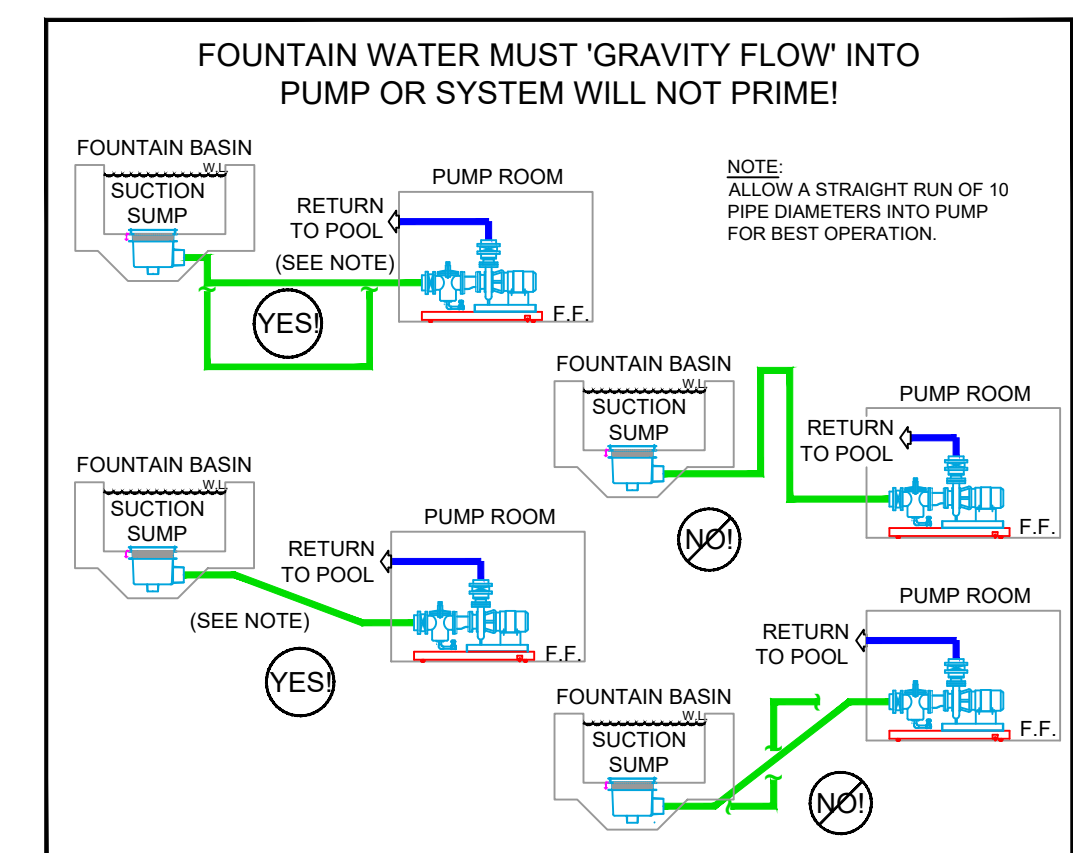 FOUNTAIN WATER MUST 'GRAVITY FLOW' INTO
PUMP OR SYSTEM WILL NOT PRIME!
FOUNTAIN BASIN
W.L.
SUCTION
SUMP
PUMP ROOM
RETURN
TO POOL
(SEE NOTE)
YES!
F.F.
NOTE:
ALLOW A STRAIGHT RUN OF 10
PIPE DIAMETERS INTO PUMP
FOR BEST OPERATION.
FOUNTAIN BASIN
W.L.
SUCTION
SUMP
PUMP ROOM
RETURN
TO POOL
NO!
F.F.
FOUNTAIN BASIN
W.L.
SUCTION
SUMP
PUMP ROOM
RETURN
TO POOL
(SEE NOTE)
YES!
F.F.
PUMP ROOM
RETURN
TO POOL
FOUNTAIN BASIN
W.L.
SUCTION
SUMP
F.F.
NO!